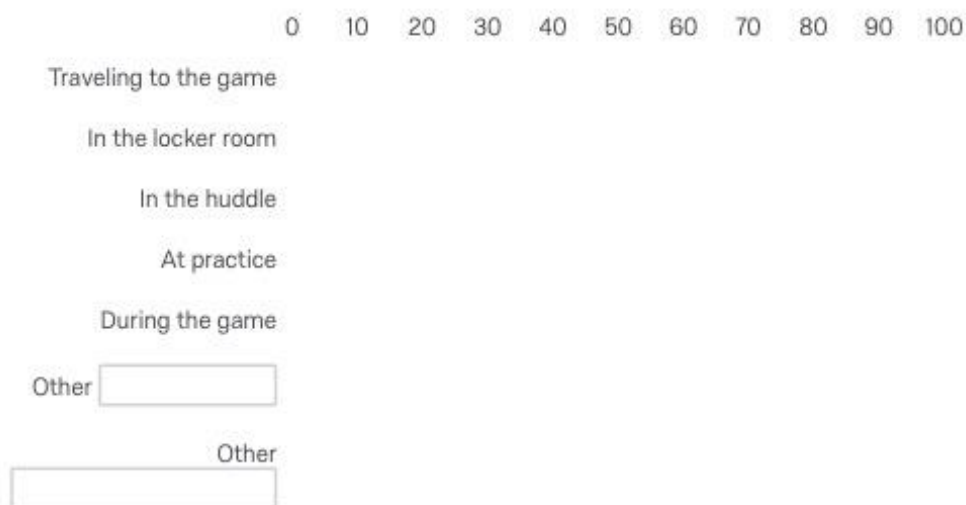 0 10 20 30 40 50 60 70 80 90 100
Traveling to the game
In the locker room
In the huddle
At practice
During the game
Other
Other